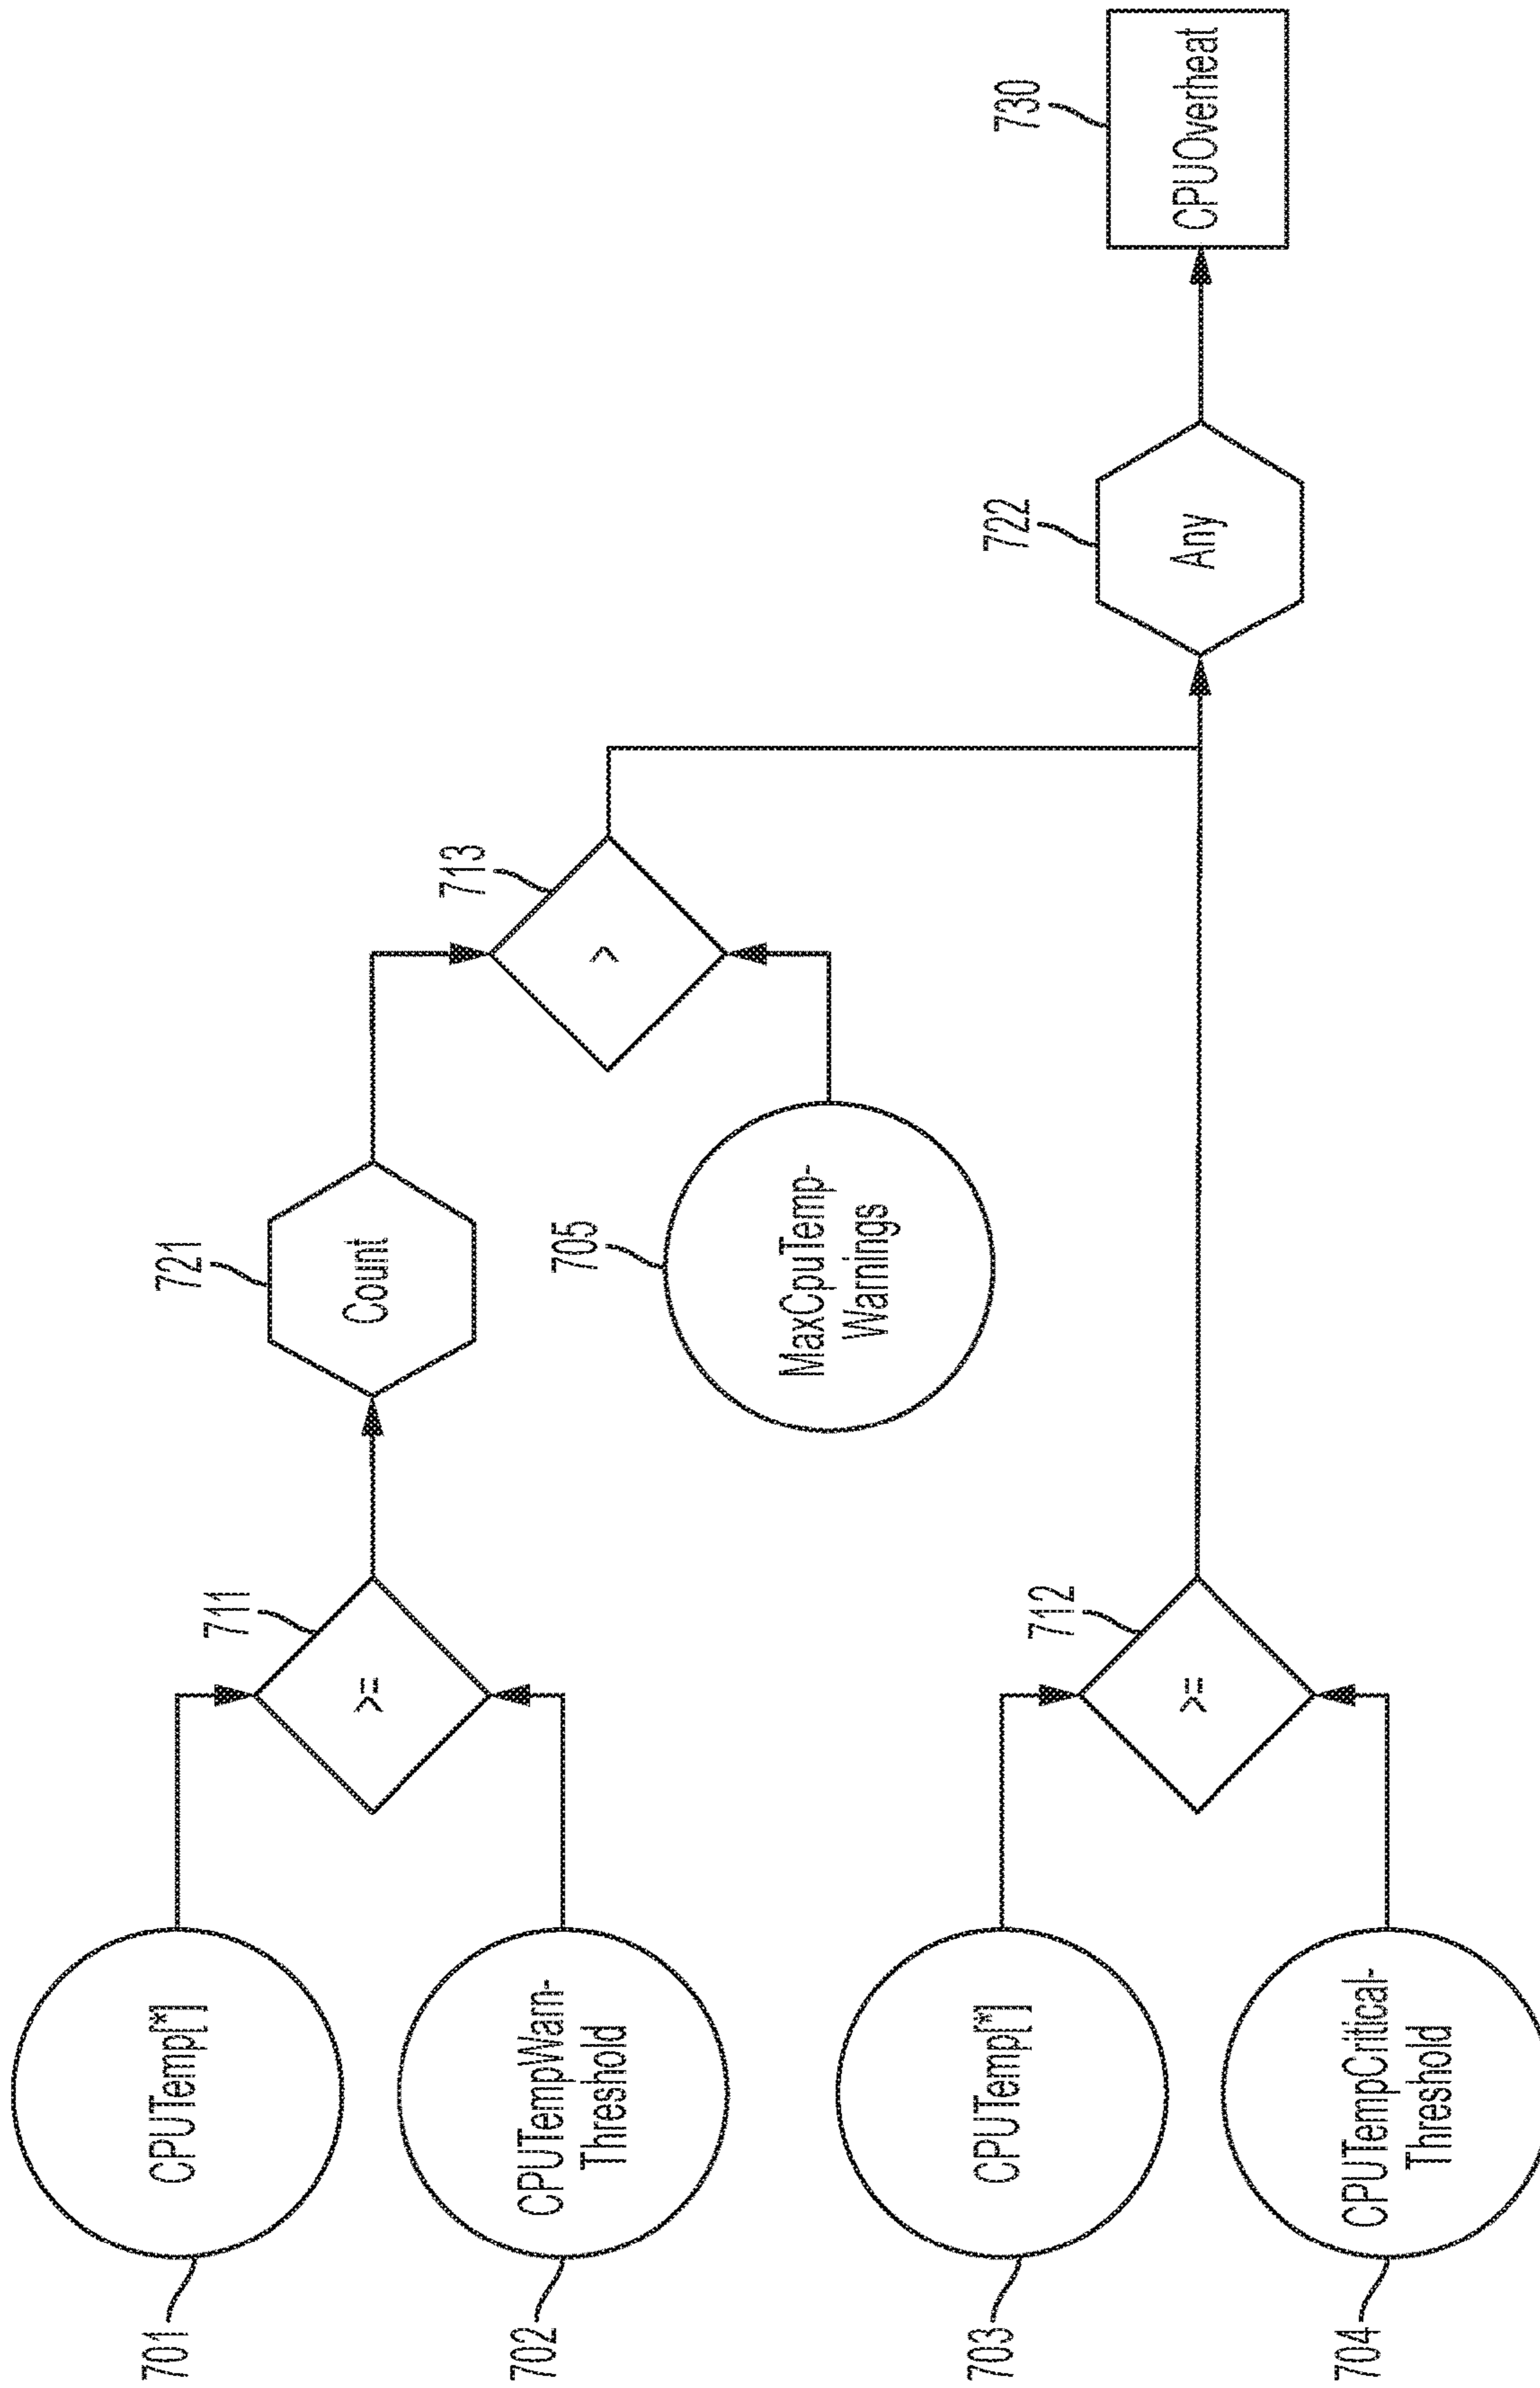 701
CPUTemp[*]
711
>=
721
Count
702
CPUTempWarn-
Threshold
713
>
705
MaxCpuTemp-
Warnings
703
CPUTemp[*]
712
>=
722
Any
730
CPUOverheat
704
CPUTempCritical-
Threshold